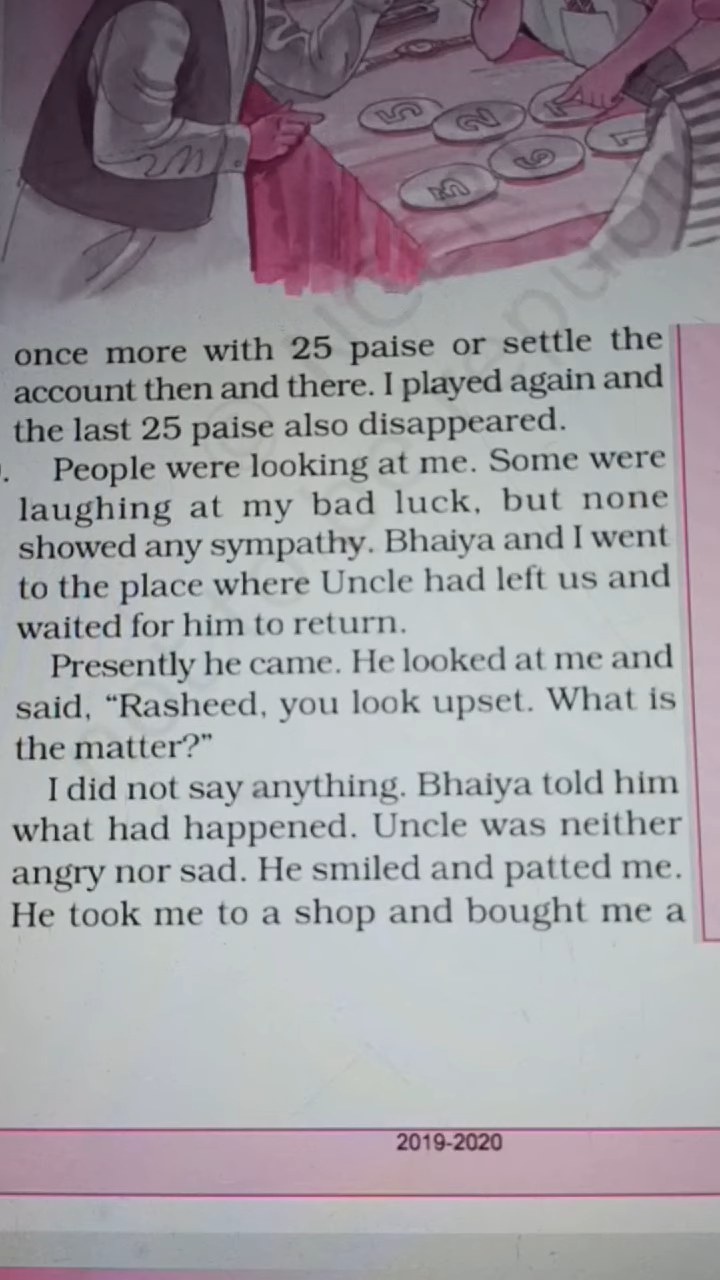 5
2
3
6
once more with 25 paise or settle the
account then and there. I played again and
the last 25 paise also disappeared.
People were looking at me. Some were
laughing at my bad luck, but none
showed any sympathy. Bhaiya and I went
to the place where Uncle had left us and
waited for him to return.
Presently he came. He looked at me and
said, “Rasheed, you look upset. What is
the matter?”
I did not say anything. Bhaiya told him
what had happened. Uncle was neither
angry nor sad. He smiled and patted me.
He took me to a shop and bought me a
2019-2020